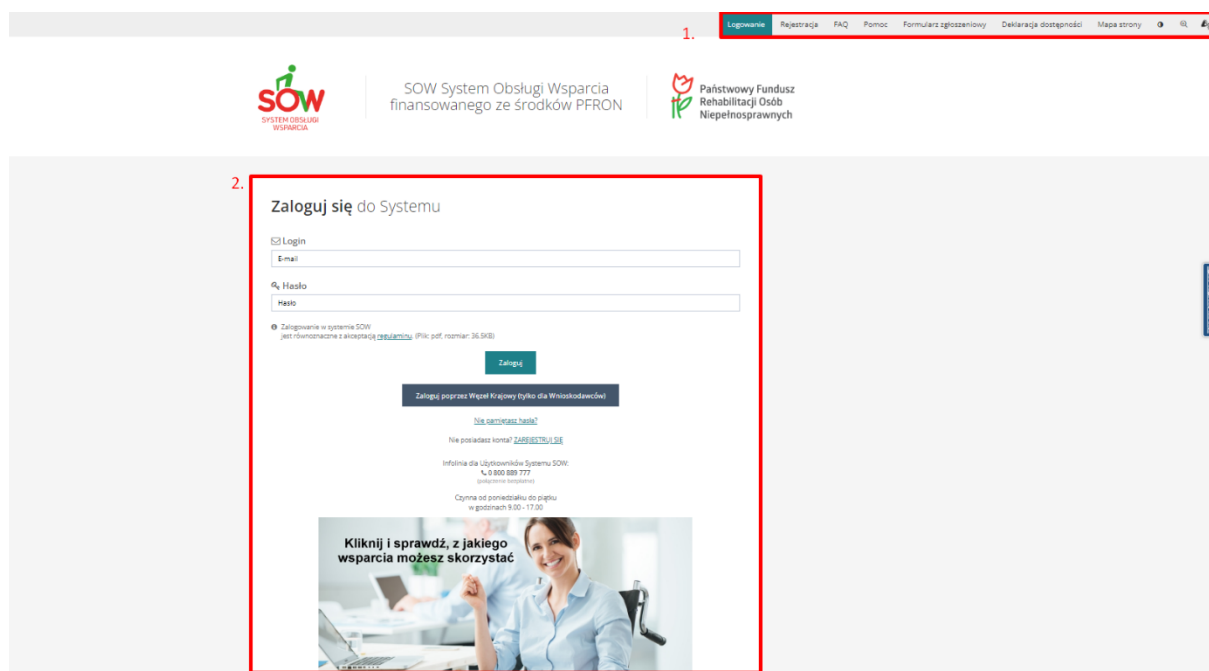 1.
Logowanie Rejestracja FAQ Pomoc Formularz zgłoszeniowy Deklaracja dostępności Mapa strony
SOW
SYSTEM OBSŁUGI
WSPARCIA
SOW System Obsługi Wsparcia
finansowanego ze środków PFRON
Państwowy Fundusz
Rehabilitacji Osób
Niepełnosprawnych
2.
Zaloguj się do Systemu
Login
E-mail
Hasło
Hasło
Zalogowanie w systemie SOW
jest równoznaczne z akceptacją regulaminu (Plik: pdf, rozmiar: 36.5KB)
Zaloguj
Zaloguj poprzez Węzeł Krajowy (tylko dla Wnioskodawców)
Nie pamiętasz hasła?
Nie posiadasz konta? ZAREJESTRUJ SIĘ
Infolinia dla Użytkowników Systemu SOW:
0 800 889 777
(połączenie bezpłatne)
Czynna od poniedziałku do piątku
w godzinach 9.00 - 17.00
Kliknij i sprawdź, z jakiego
wsparcia możesz skorzystać